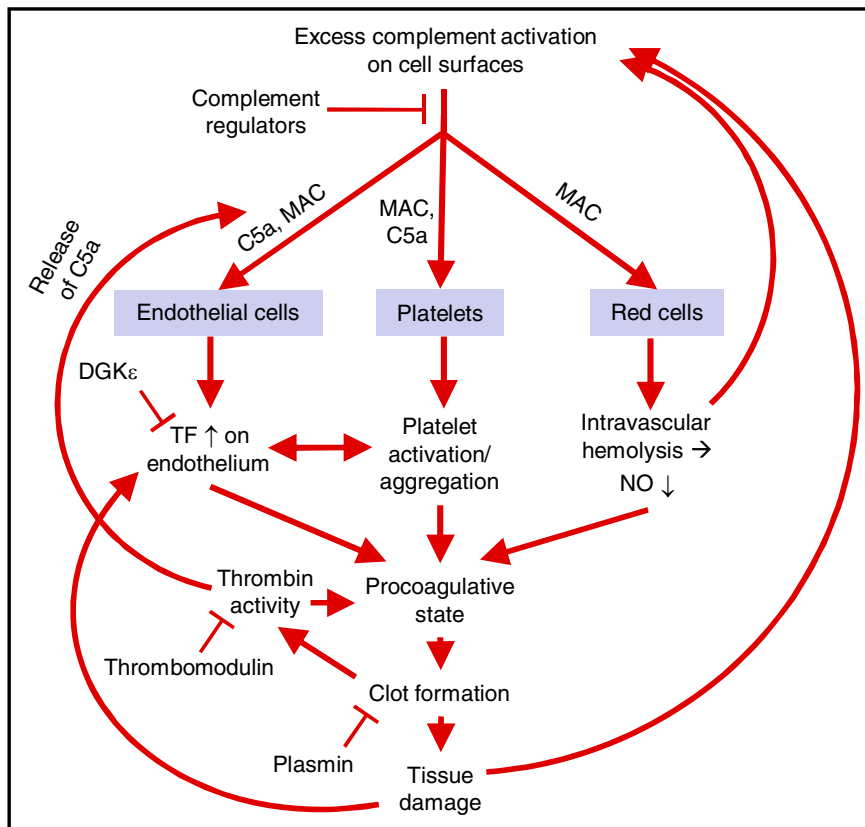 Excess complement activation
on cell surfaces
Complement
regulators
Release
of C5a
C5a, MAC
MAC,
C5a
MAC
Endothelial cells
Platelets
Red cells
DGKε
TF ↑ on
endothelium
Platelet
activation/
aggregation
Intravascular
hemolysis →
NO ↓
Thrombin
activity
Procoagulative
state
Thrombomodulin
Clot formation
Plasmin
Tissue
damage